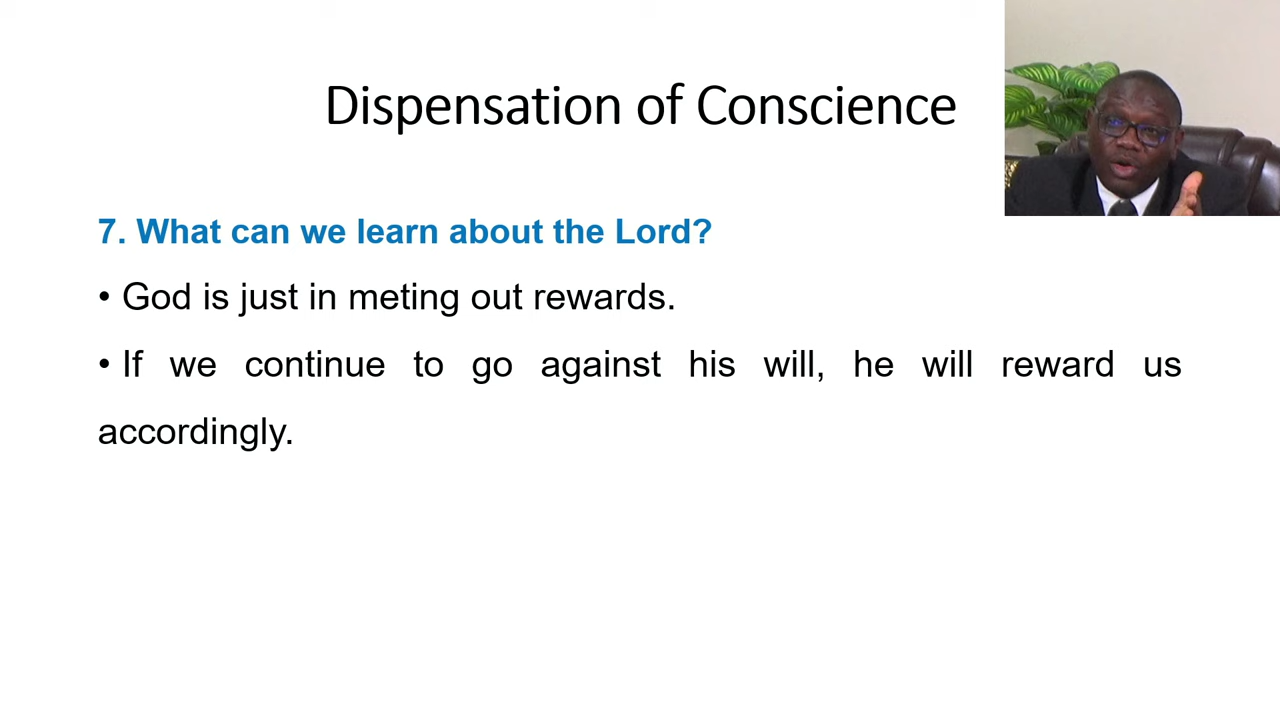 Dispensation of Conscience
7. What can we learn about the Lord?
• God is just in meting out rewards.
• If we continue to go against his will, he will reward us
accordingly.